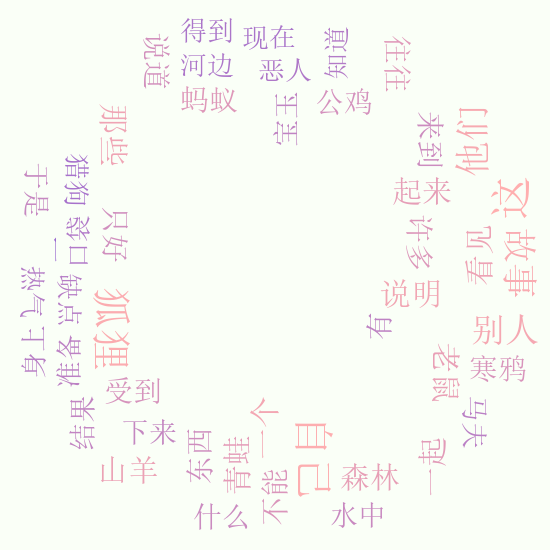 得到
现在
知道
往往
说道
河边
恶人
蚂蚁
宝玉
公鸡
来到
他们
那些
猎狗
于是
起来
这
只好
口袋
一
许多
看见
故事
热气
缺点
狐狸
说明
有
别人
工身
准备
老鼠
寒鸦
受到
结果
下来
一个
马夫
东西
青蛙
自己
一起
山羊
不能
森林
什么
水中